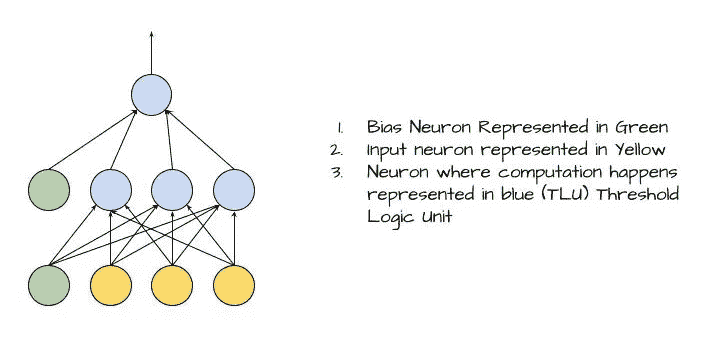 1. Bias Neuron Represented in Green
2. Input neuron represented in Yellow
3. Neuron where computation happens
represented in blue (TLU) Threshold
Logic Unit